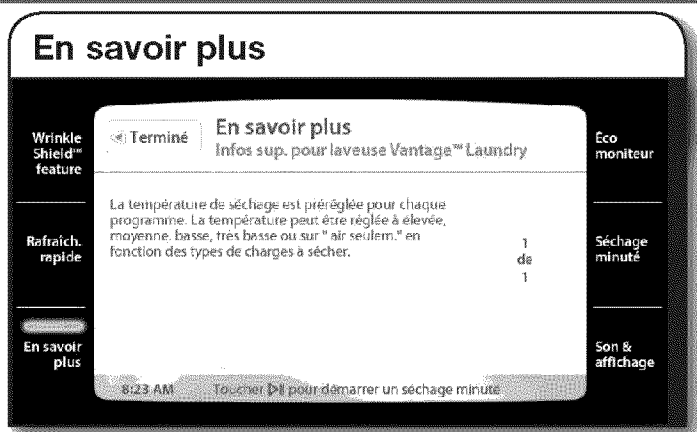 En savoir plus
Wrinkle
Shield™
feature
Rafraîch.
rapide
En savoir
plus
Terminé
En savoir plus
Infos sup. pour laveuse Vantage™ Laundry
La température de séchage est préréglée pour chaque
programme. La température peut être réglée à élevée,
moyenne, basse, très basse ou sur " air seulem." en
fonction des types de charges à sécher.
1
de
1
8:23 AM
Toucher pour démarrer un séchage minuté
Éco
moniteur
Séchage
minuté
Son &
affichage